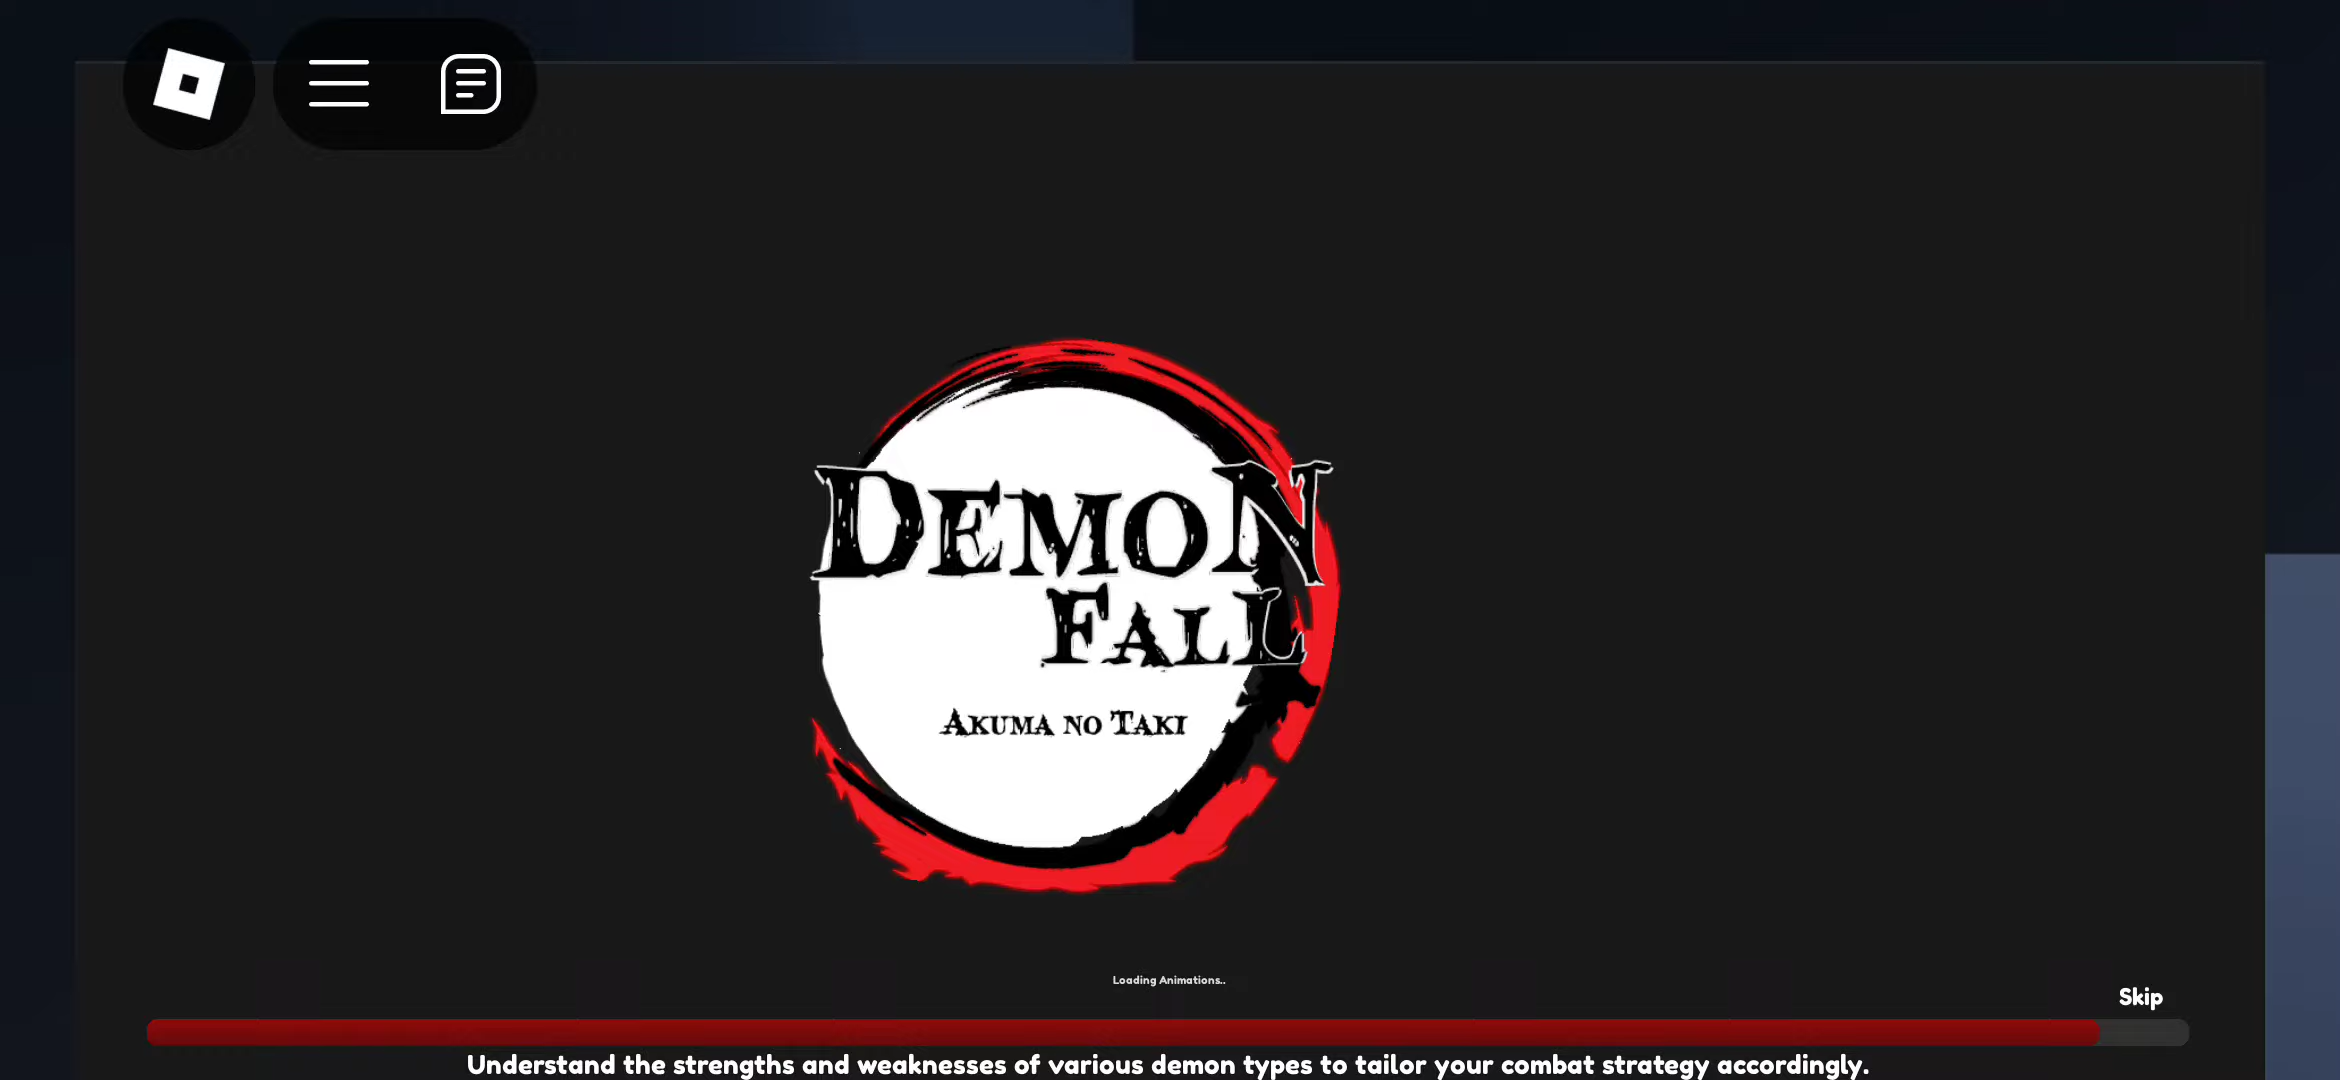 DEMON
FALL
AKUMA NO TAKI
Loading Animations..
Skip
Understand the strengths and weaknesses of various demon types to tailor your combat strategy accordingly.